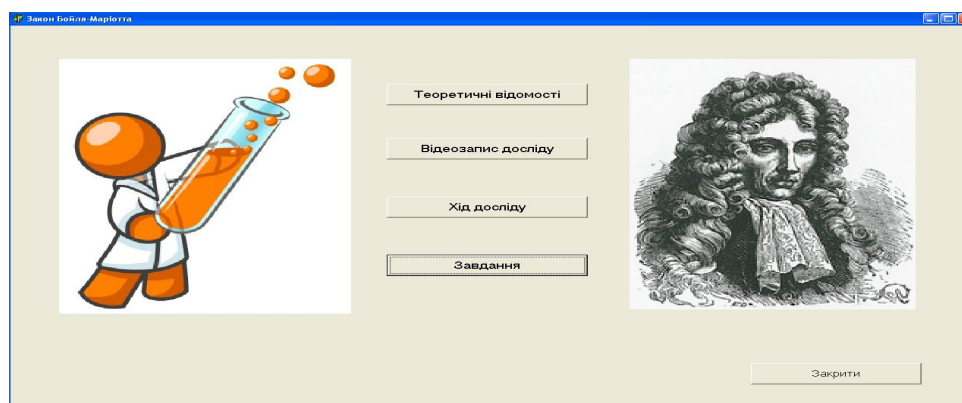 Закон Бойля-Маріотта
Теоретичні відомості
Відеозапис досліду
Хід досліду
Завдання
Закрити